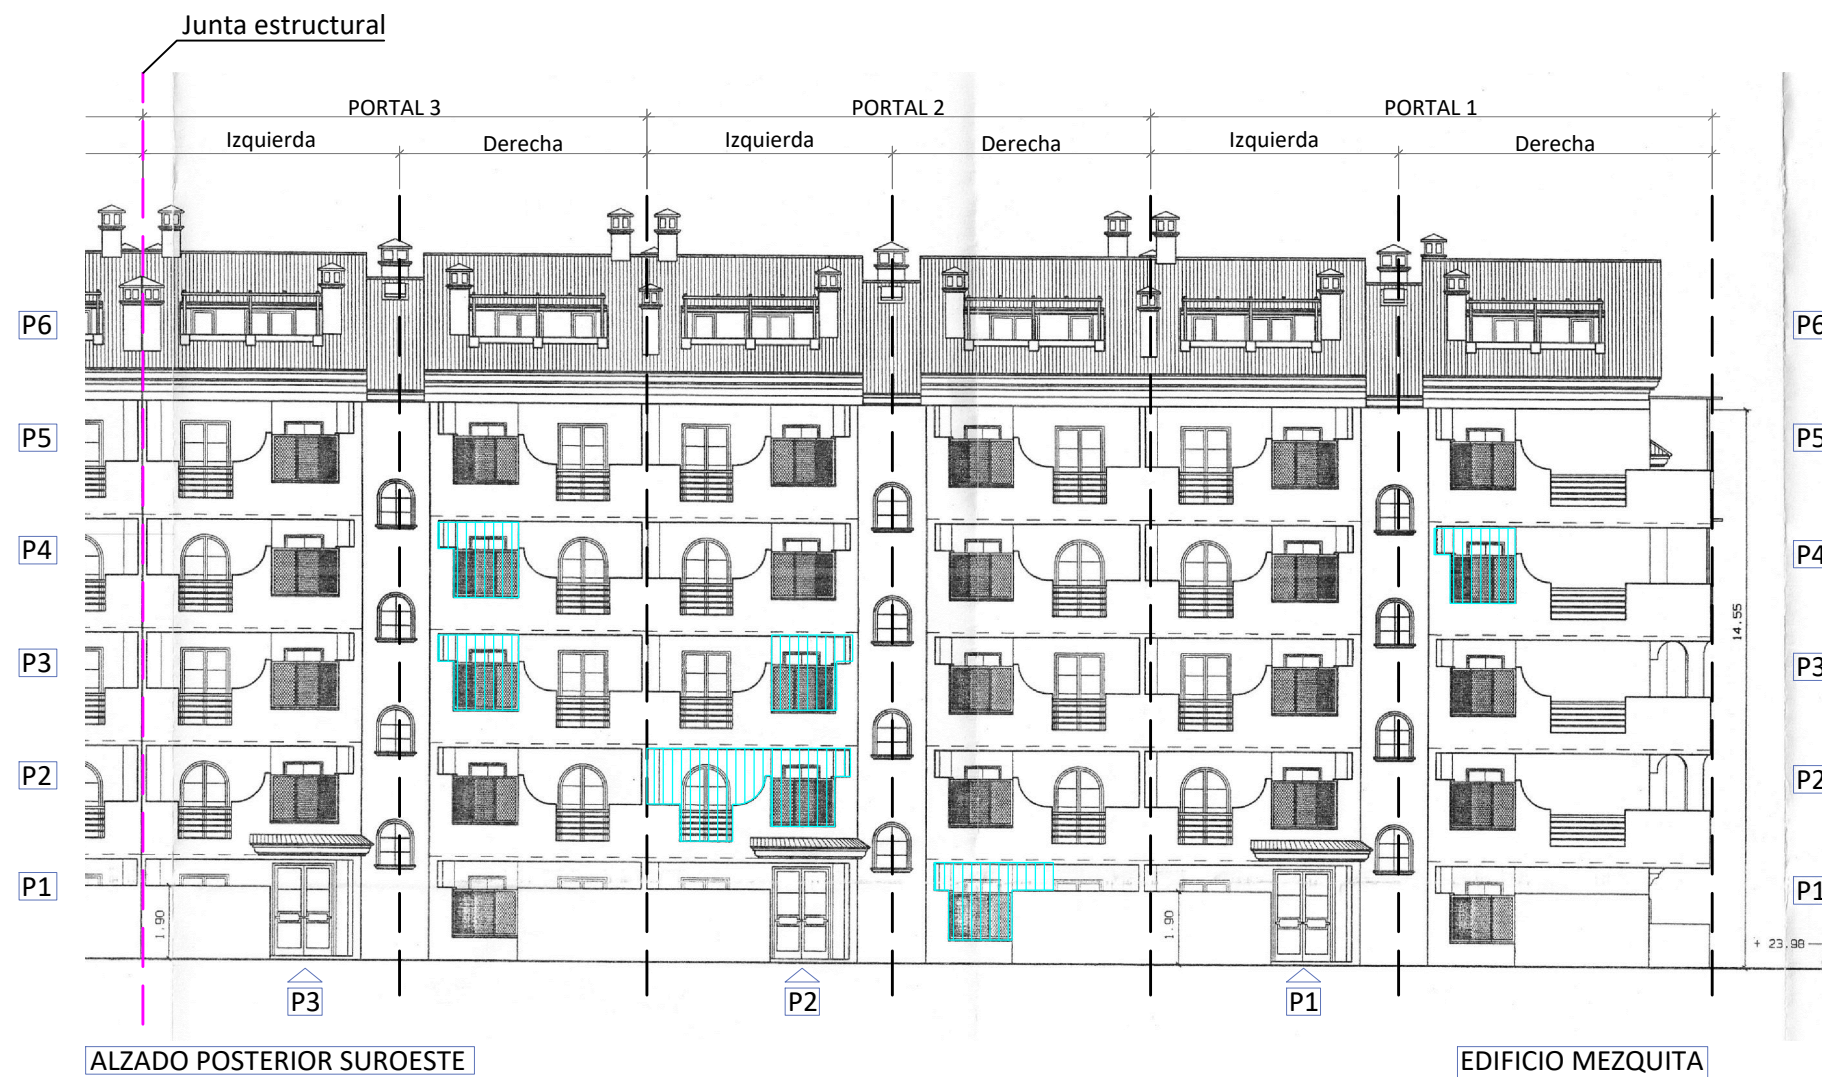 Junta estructural
PORTAL 3
PORTAL 2
PORTAL 1
Izquierda
Derecha
Izquierda
Derecha
Izquierda
Derecha
P6
P6
P5
P5
P4
P4
14.55
P3
P3
P2
P2
P1
P1
1.90
1.90
+ 23.90
P3
P2
P1
ALZADO POSTERIOR SUROESTE
EDIFICIO MEZQUITA